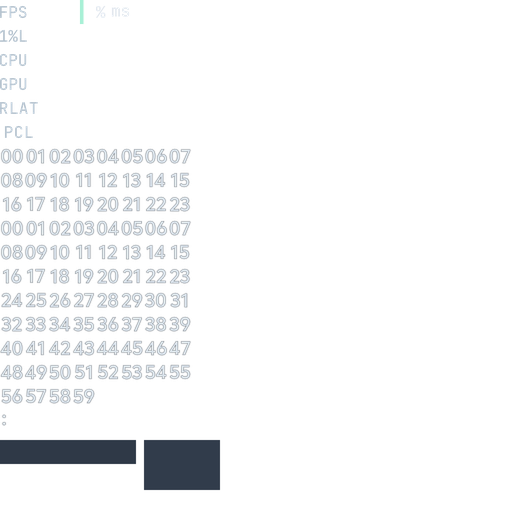 FPS % ms
1%L
CPU
GPU
RLAT
PCL
00 01 02 03 04 05 06 07
08 09 10 11 12 13 14 15
16 17 18 19 20 21 22 23
00 01 02 03 04 05 06 07
08 09 10 11 12 13 14 15
16 17 18 19 20 21 22 23
24 25 26 27 28 29 30 31
32 33 34 35 36 37 38 39
40 41 42 43 44 45 46 47
48 49 50 51 52 53 54 55
56 57 58 59
: